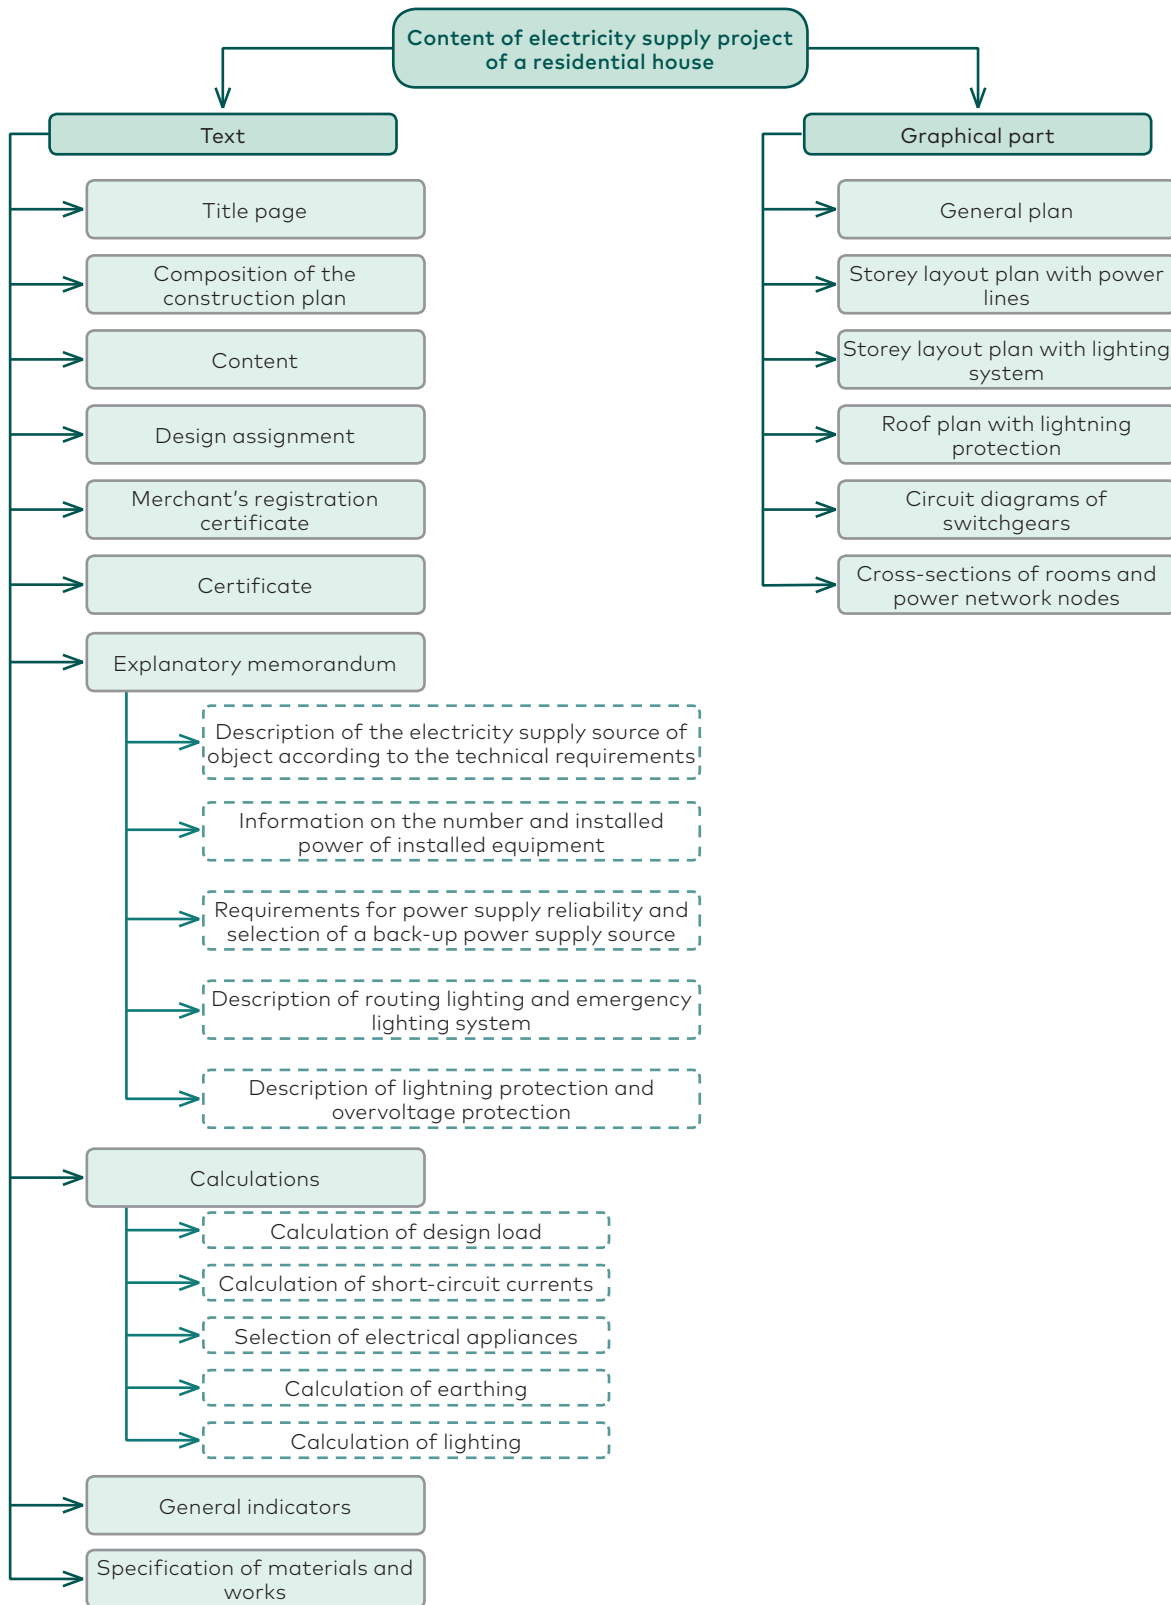 Content of electricity supply project
of a residential house
Text
Title page
Composition of the
construction plan
Content
Design assignment
Merchant's registration
certificate
Certificate
Explanatory memorandum
Description of the electricity supply source of
object according to the technical requirements
Information on the number and installed
power of installed equipment
Requirements for power supply reliability and
selection of a back-up power supply source
Description of routing lighting and emergency
lighting system
Description of lightning protection and
overvoltage protection
Calculations
Calculation of design load
Calculation of short-circuit currents
Selection of electrical appliances
Calculation of earthing
Calculation of lighting
General indicators
Specification of materials and
works
Graphical part
General plan
Storey layout plan with power
lines
Storey layout plan with lighting
system
Roof plan with lightning
protection
Circuit diagrams of
switchgears
Cross-sections of rooms and
power network nodes